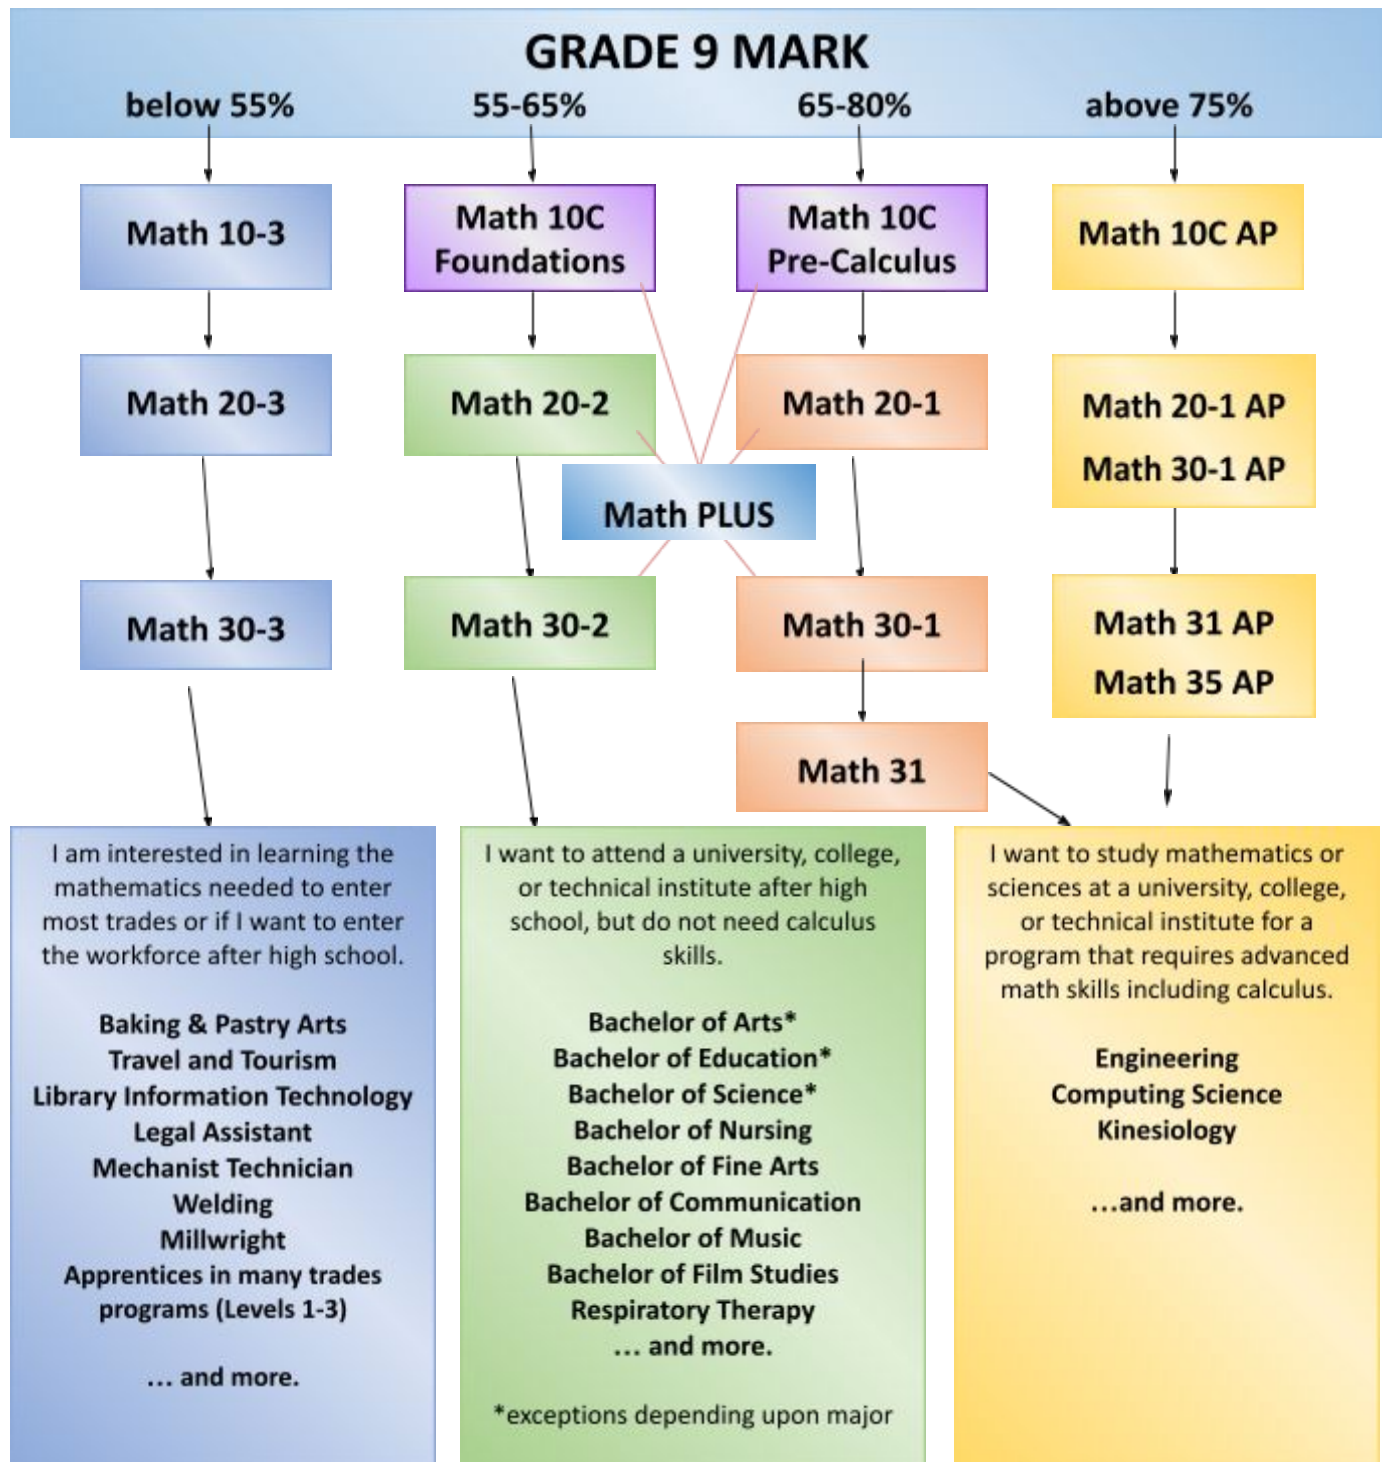 GRADE 9 MARK
below 55%
55-65%
65-80%
above 75%
Math 10-3
Math 10C
Foundations
Math 10C
Pre-Calculus
Math 10C AP
Math 20-3
Math 20-2
Math 20-1
Math 20-1 AP
Math 30-1 AP
Math PLUS
Math 30-3
Math 30-2
Math 30-1
Math 31 AP
Math 35 AP
Math 31
I am interested in learning the
mathematics needed to enter
most trades or if I want to enter
the workforce after high school.
Baking & Pastry Arts
Travel and Tourism
Library Information Technology
Legal Assistant
Mechanist Technician
Welding
Millwright
Apprentices in many trades
programs (Levels 1-3)
... and more.
I want to attend a university, college,
or technical institute after high
school, but do not need calculus
skills.
Bachelor of Arts*
Bachelor of Education*
Bachelor of Science*
Bachelor of Nursing
Bachelor of Fine Arts
Bachelor of Communication
Bachelor of Music
Bachelor of Film Studies
Respiratory Therapy
... and more.
*exceptions depending upon major
I want to study mathematics or
sciences at a university, college,
or technical institute for a
program that requires advanced
math skills including calculus.
Engineering
Computing Science
Kinesiology
...and more.